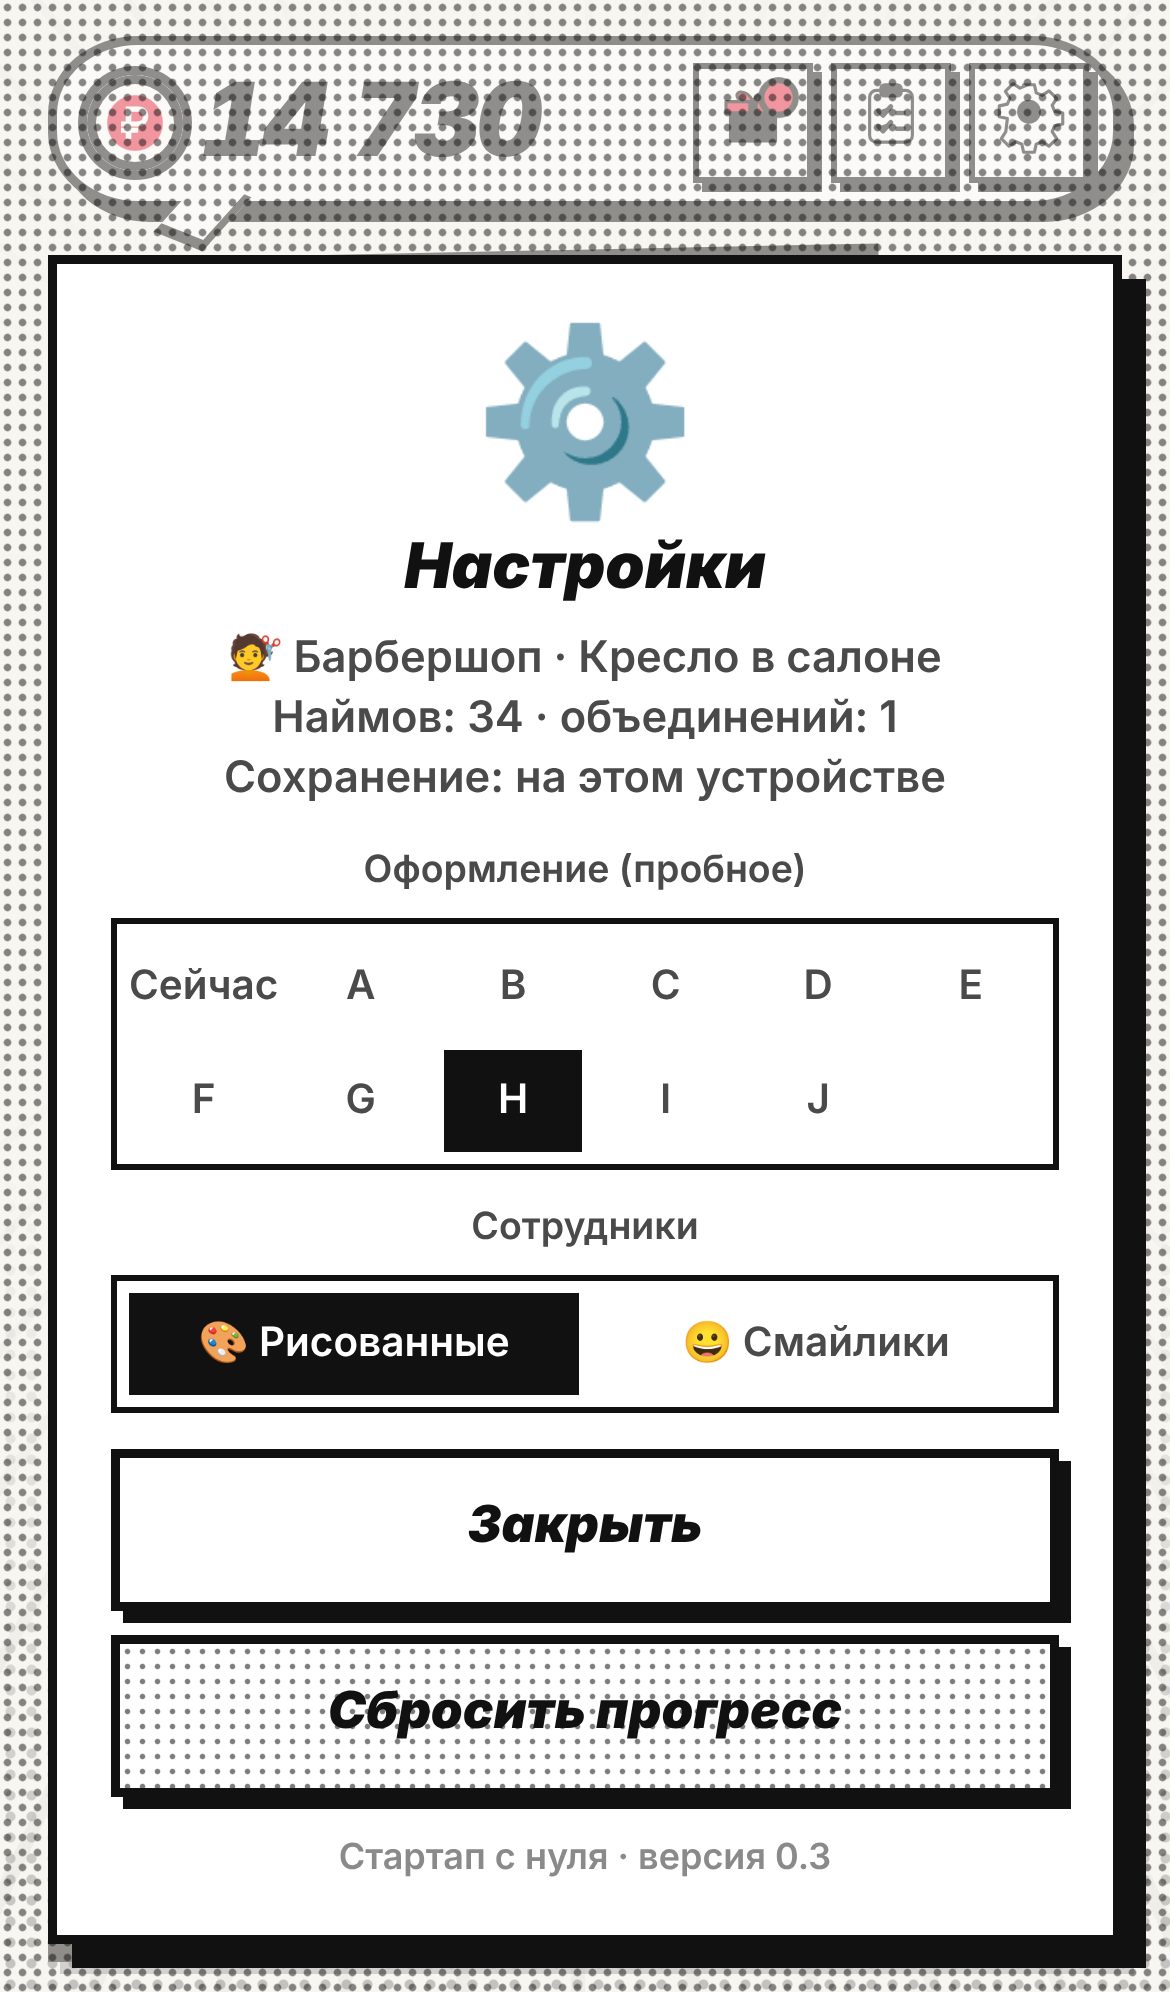 ₽ 14 730
Настройки
Барбершоп · Кресло в салоне
Наймов: 34 · объединений: 1
Сохранение: на этом устройстве
Оформление (пробное)
Сейчас A B C D E
F G H I J
Сотрудники
Рисованные Смайлики
Закрыть
Сбросить прогресс
Стартап с нуля · версия 0.3